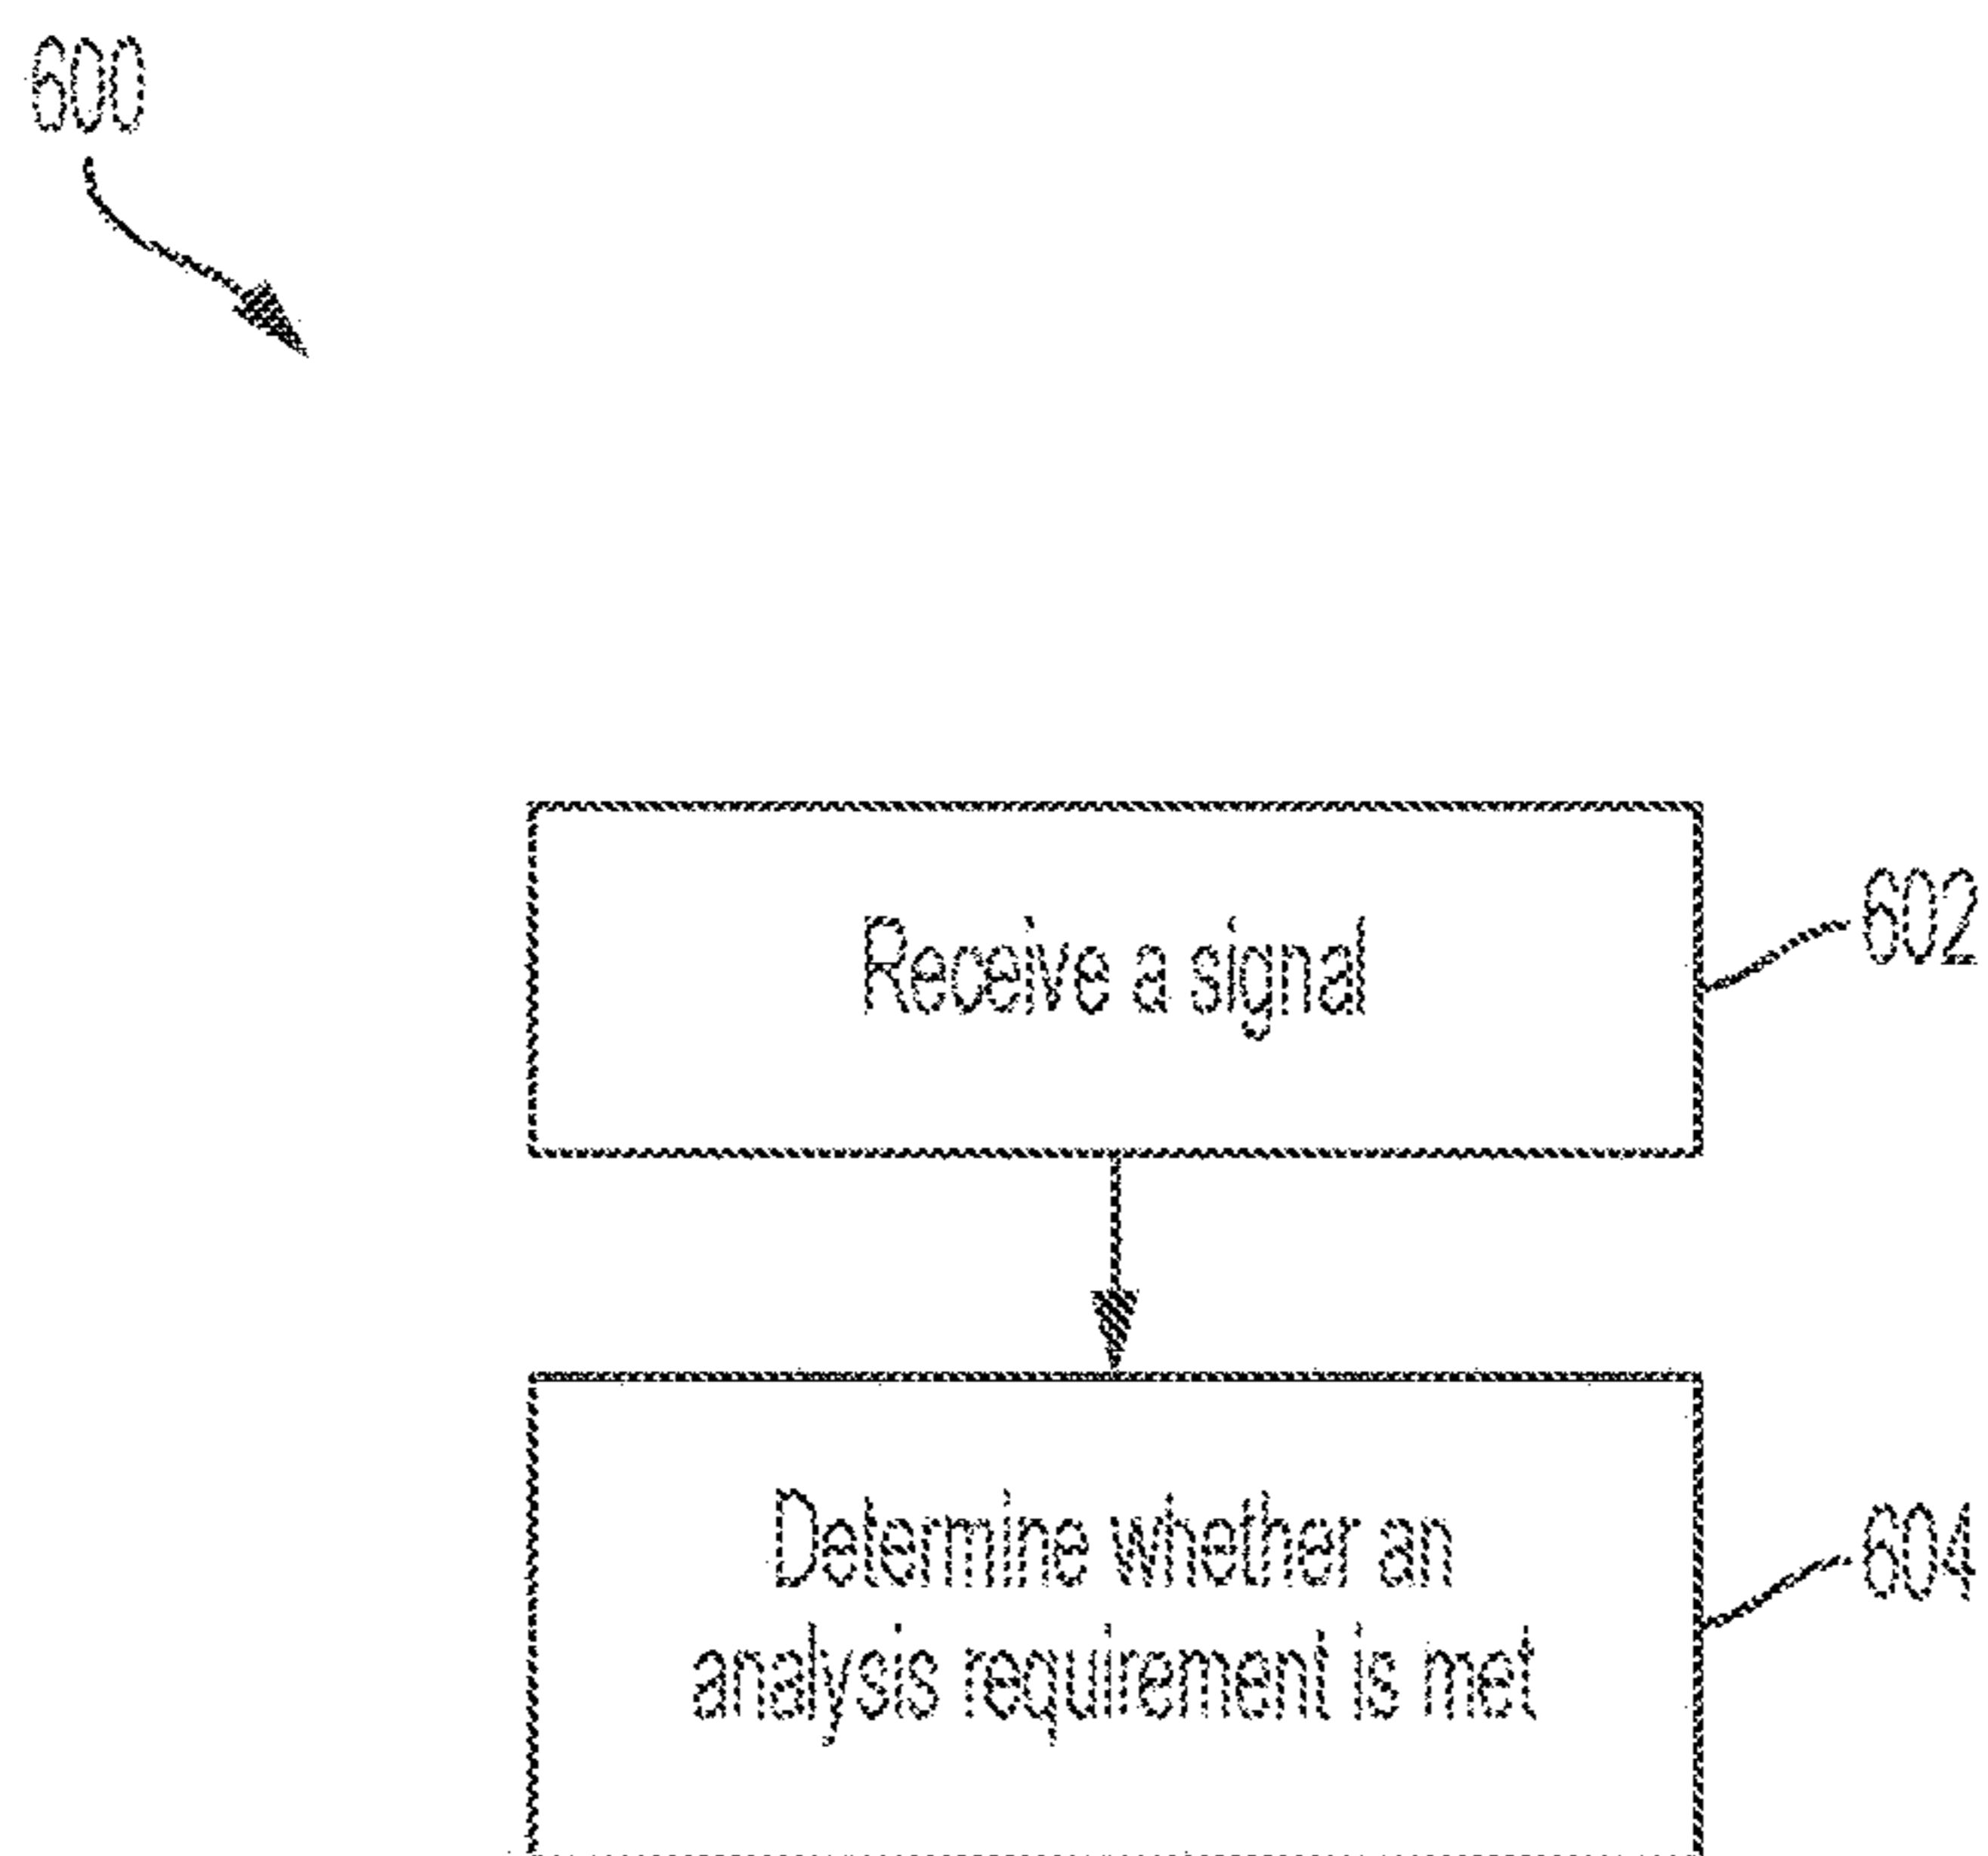 600
Receive a signal
602
Determine whether an
analysis requirement is met
604